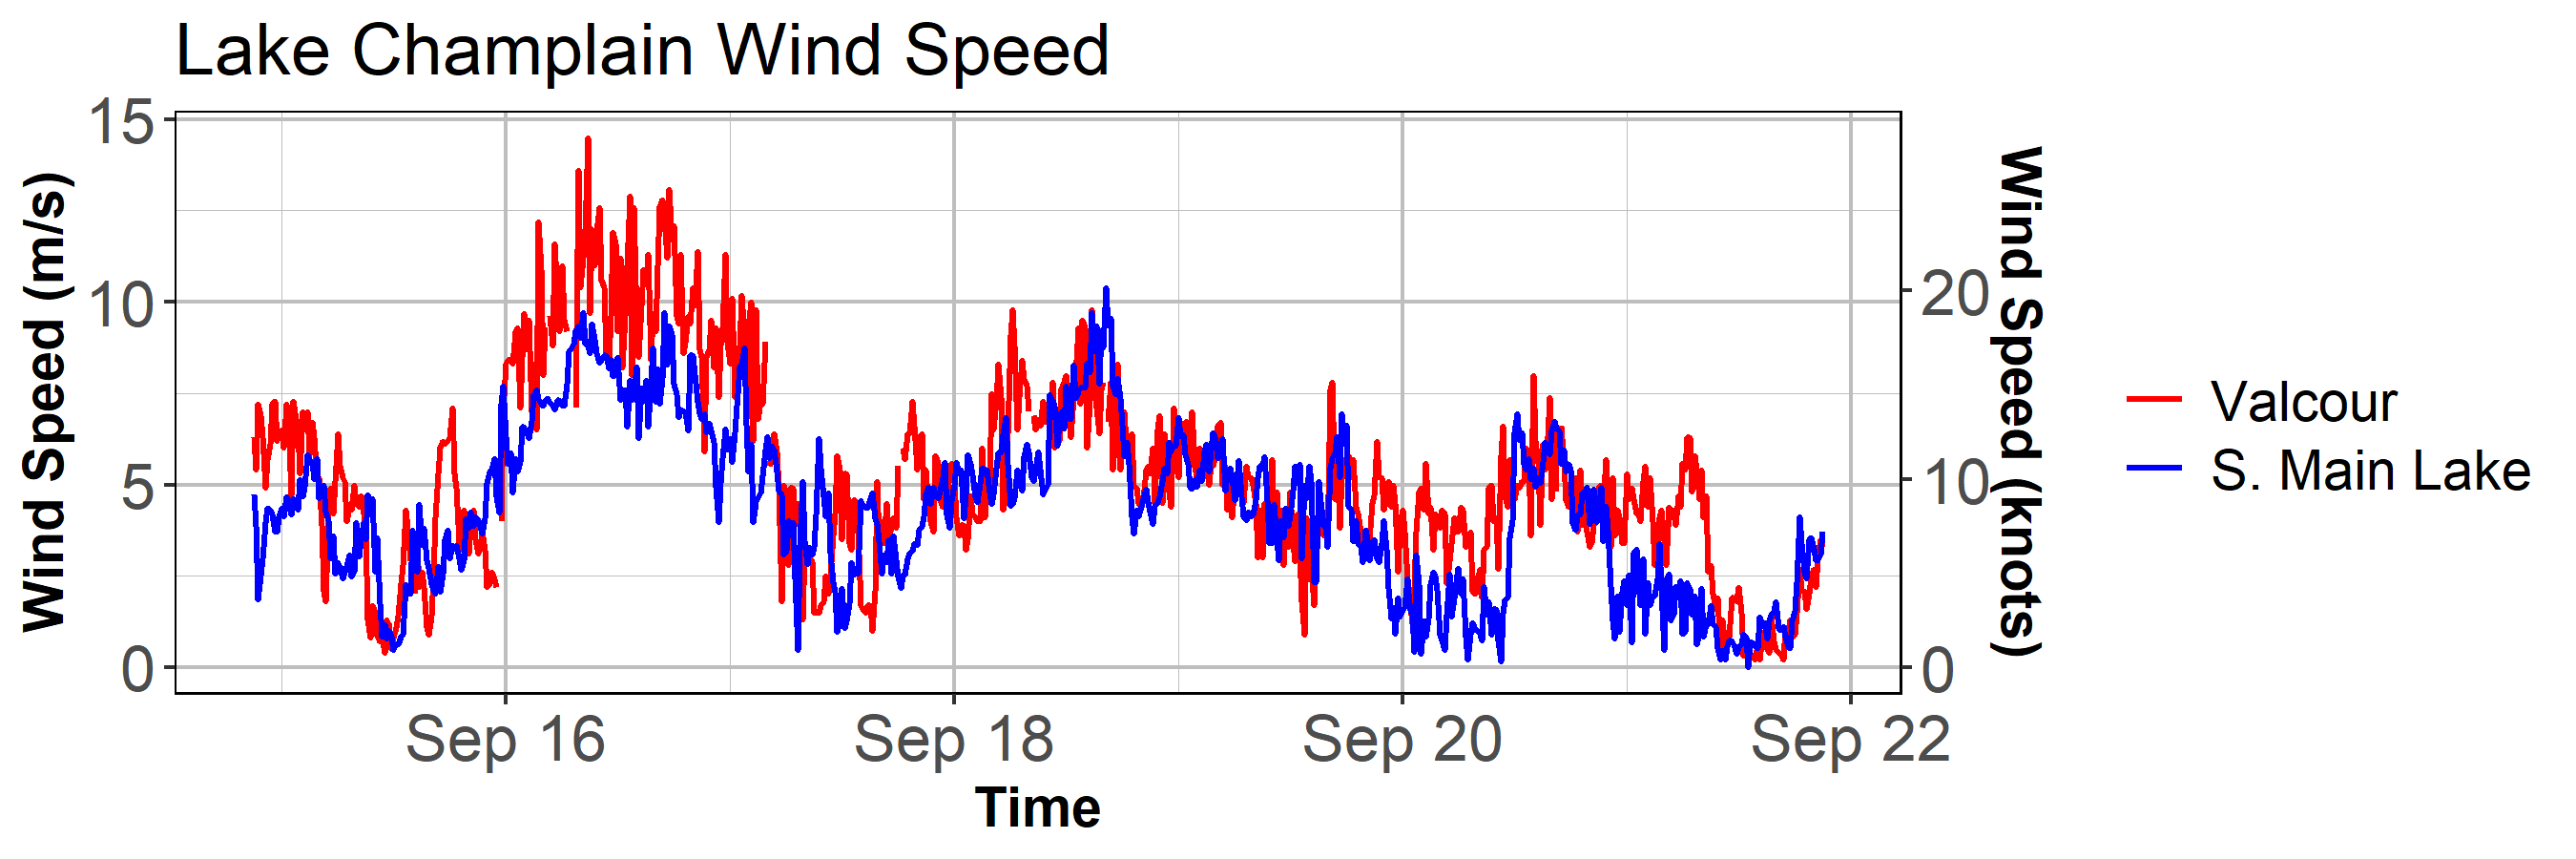 Lake Champlain Wind Speed
15
10
5
0
Wind Speed (m/s)
20
10
0
Wind Speed (knots)
Sep 16
Sep 18
Sep 20
Sep 22
Time
Valcour
S. Main Lake